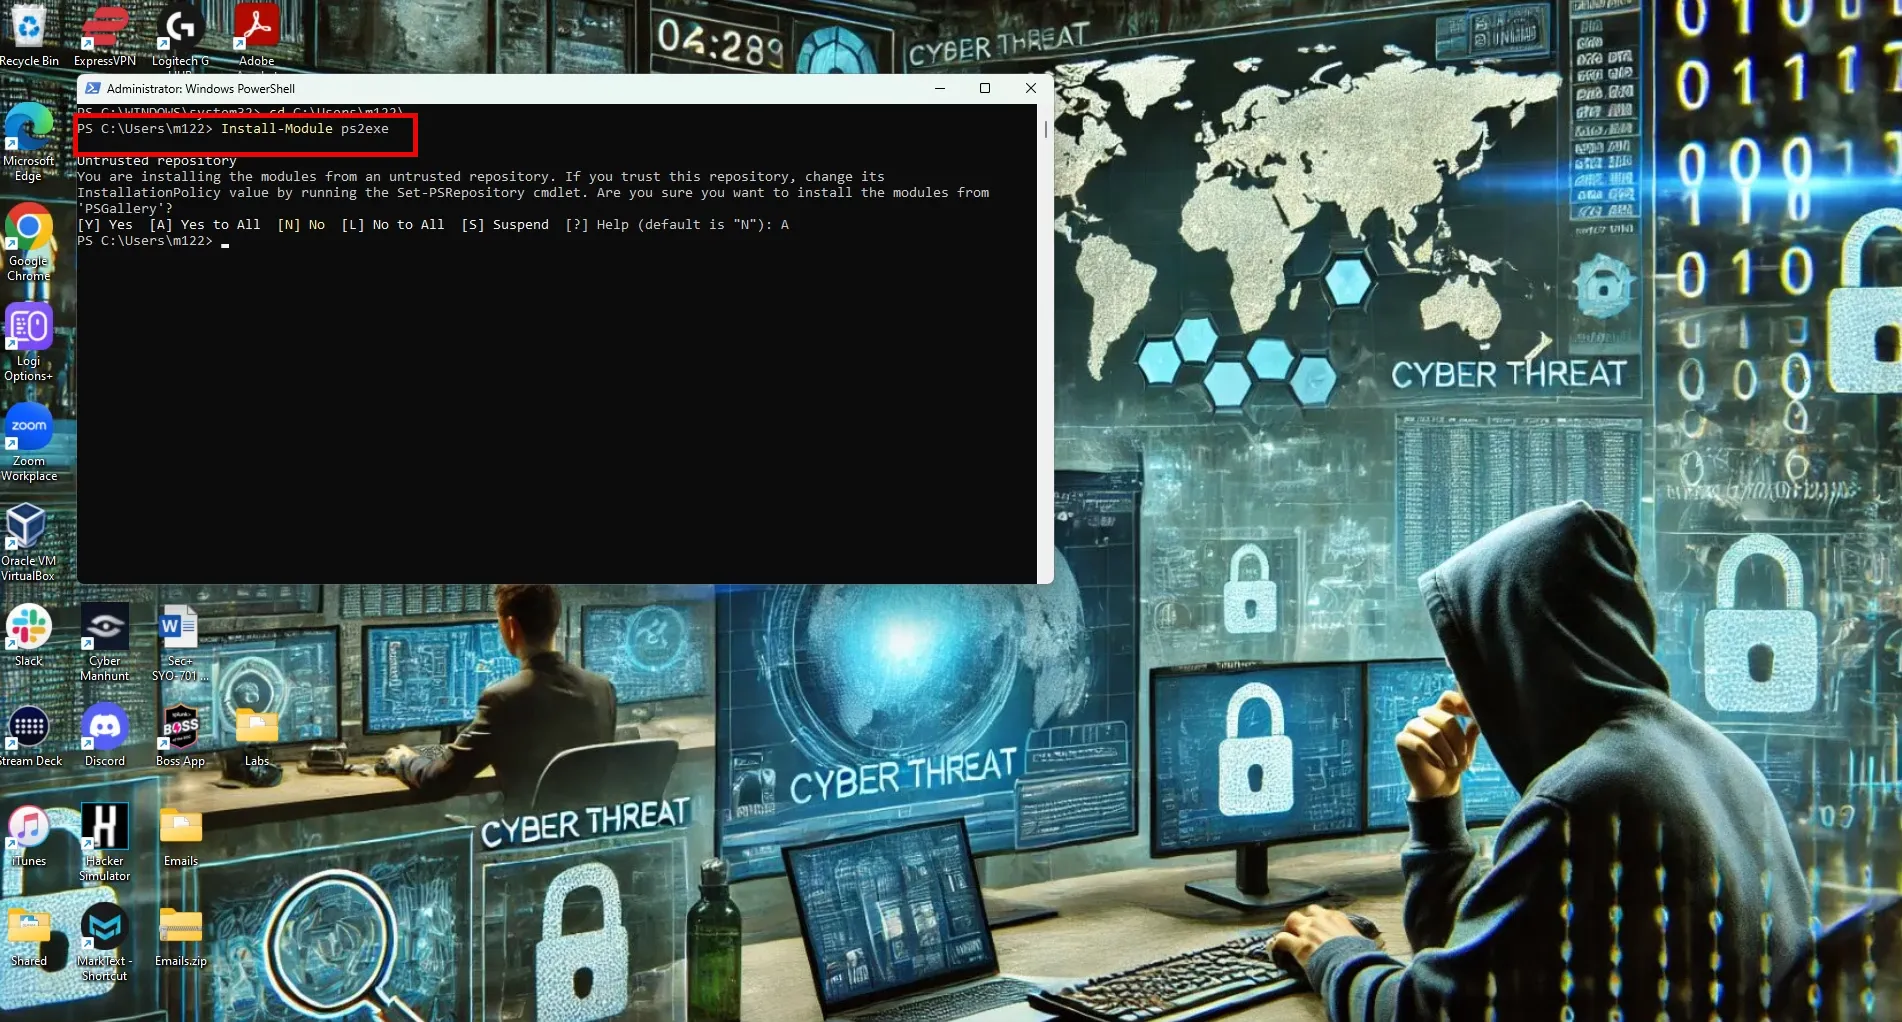 04:289
CYBER THREAT
Recycle Bin
ExpressVPN
Logitech G
Adobe
Administrator: Windows PowerShell
PS C:\WINDOWS\system32> cd C:\Users\m122\
PS C:\Users\m122> Install-Module ps2exe
Untrusted repository
You are installing the modules from an untrusted repository. If you trust this repository, change its
InstallationPolicy value by running the Set-PSRepository cmdlet. Are you sure you want to install the modules from
'PSGallery'?
[Y] Yes  [A] Yes to All  [N] No  [L] No to All  [S] Suspend  [?] Help (default is "N"): A
PS C:\Users\m122>
Microsoft
Edge
Google
Chrome
Logi
Options+
CYBER THREAT
zoom
Zoom
Workplace
Oracle VM
VirtualBox
Slack
Cyber
Manhunt
Sec+
SYO-701...
Stream Deck
Discord
BOSS
Boss App
Labs
CYBER THREAT
CYBER THREAT
iTunes
Hacker
Simulator
Emails
Shared
MarkText -
Shortcut
Emails.zip